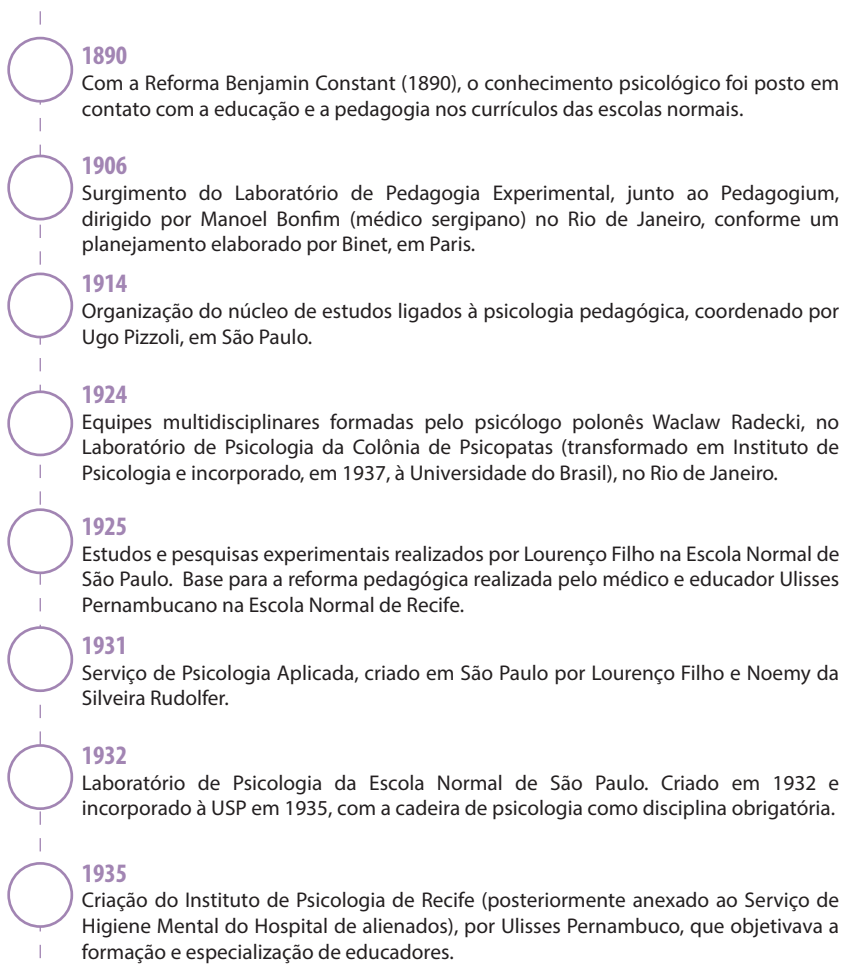 1890
Com a Reforma Benjamin Constant (1890), o conhecimento psicológico foi posto em
contato com a educação e a pedagogia nos currículos das escolas normais.
1906
Surgimento do Laboratório de Pedagogia Experimental, junto ao Pedagogium,
dirigido por Manoel Bonfim (médico sergipano) no Rio de Janeiro, conforme um
planejamento elaborado por Binet, em Paris.
1914
Organização do núcleo de estudos ligados à psicologia pedagógica, coordenado por
Ugo Pizzoli, em São Paulo.
1924
Equipes multidisciplinares formadas pelo psicólogo polonês Waclaw Radecki, no
Laboratório de Psicologia da Colônia de Psicopatas (transformado em Instituto de
Psicologia e incorporado, em 1937, à Universidade do Brasil), no Rio de Janeiro.
1925
Estudos e pesquisas experimentais realizados por Lourenço Filho na Escola Normal de
São Paulo. Base para a reforma pedagógica realizada pelo médico e educador Ulisses
Pernambucano na Escola Normal de Recife.
1931
Serviço de Psicologia Aplicada, criado em São Paulo por Lourenço Filho e Noemy da
Silveira Rudolfer.
1932
Laboratório de Psicologia da Escola Normal de São Paulo. Criado em 1932 e
incorporado à USP em 1935, com a cadeira de psicologia como disciplina obrigatória.
1935
Criação do Instituto de Psicologia de Recife (posteriormente anexado ao Serviço de
Higiene Mental do Hospital de alienados), por Ulisses Pernambuco, que objetivava a
formação e especialização de educadores.